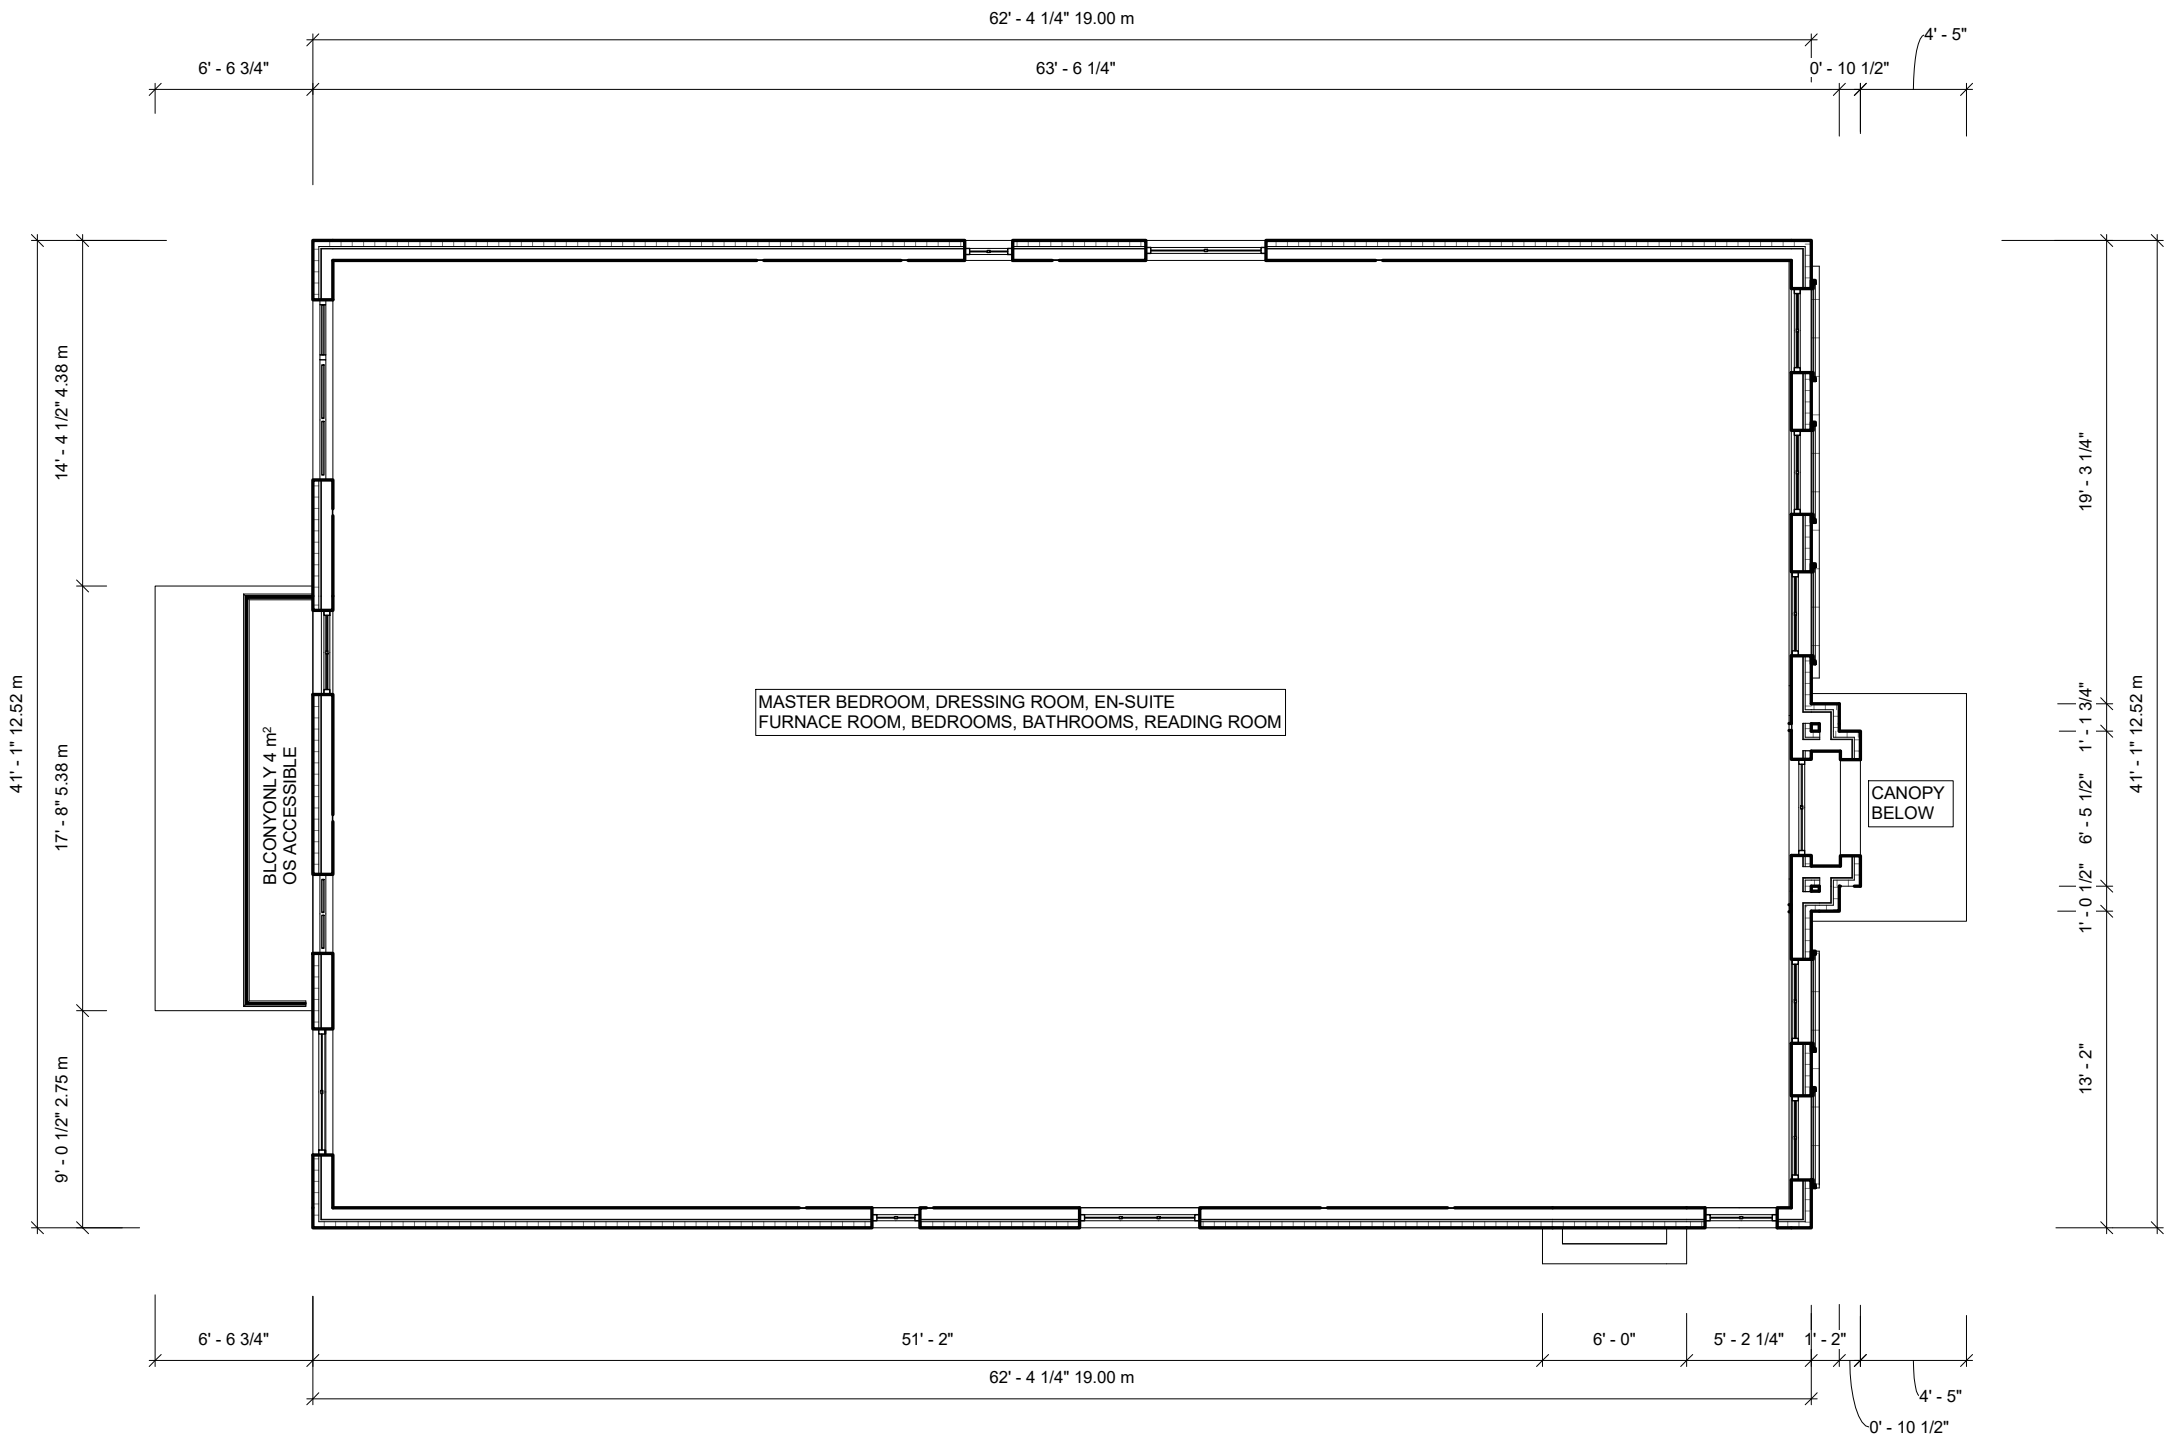 62' - 4 1/4" 19.00 m
4' - 5"
6' - 6 3/4"
63' - 6 1/4"
0' - 10 1/2"
14' - 4 1/2" 4.38 m
19' - 3 1/4"
41' - 1" 12.52 m
17' - 8" 5.38 m
BLCONYONLY 4 m²
OS ACCESSIBLE
MASTER BEDROOM, DRESSING ROOM, EN-SUITE
FURNACE ROOM, BEDROOMS, BATHROOMS, READING ROOM
CANOPY
BELOW
1' - 1 3/4"
6' - 5 1/2"
1' - 0 1/2"
41' - 1" 12.52 m
9' - 0 1/2" 2.75 m
13' - 2"
6' - 6 3/4"
51' - 2"
6' - 0"
5' - 2 1/4"
1' - 2"
62' - 4 1/4" 19.00 m
4' - 5"
0' - 10 1/2"